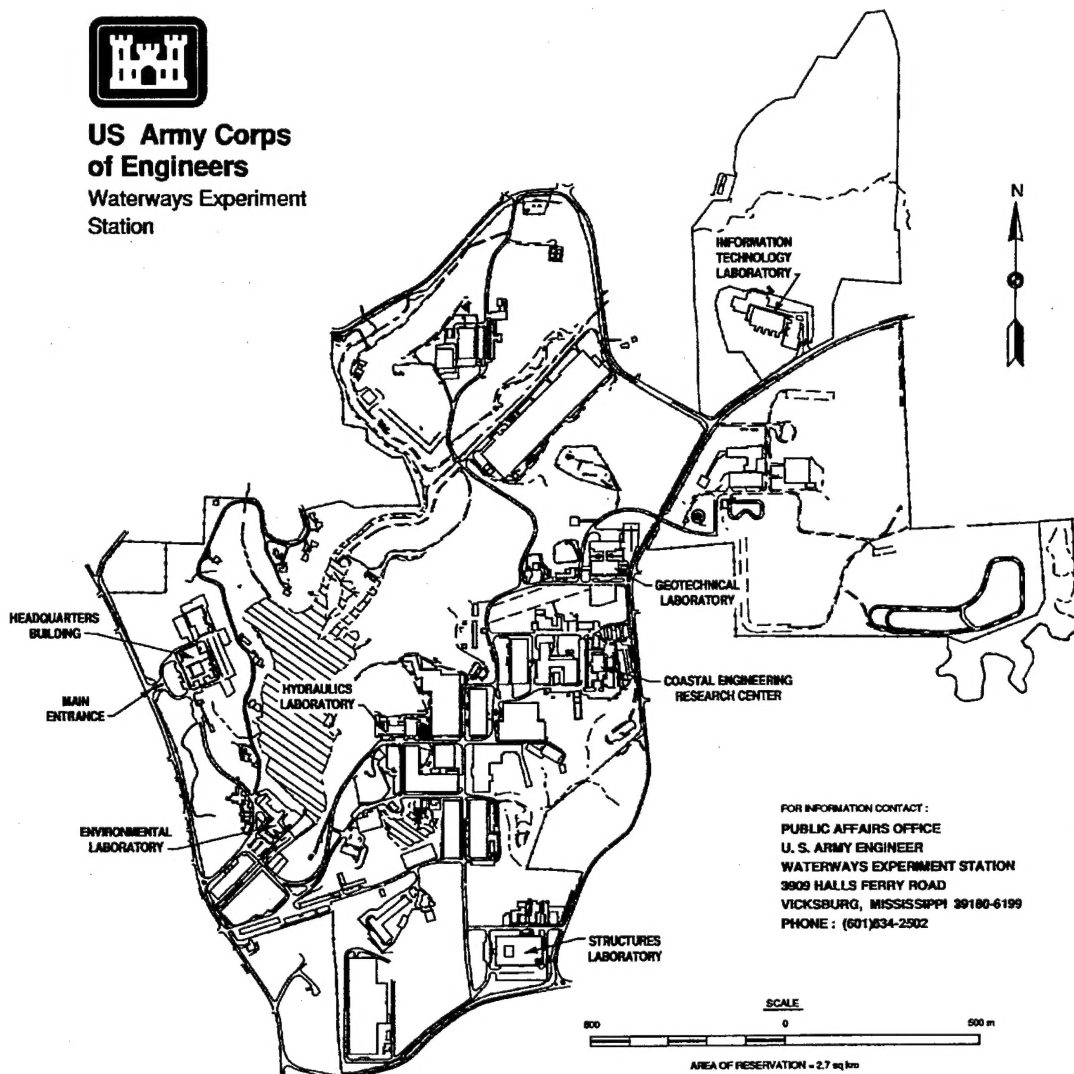 US Army Corps
of Engineers
Waterways Experiment
Station
N
INFORMATION
TECHNOLOGY
LABORATORY
GEOTECHNICAL
LABORATORY
HEADQUARTERS
BUILDING
MAIN
ENTRANCE
HYDRAULICS
LABORATORY
COASTAL ENGINEERING
RESEARCH CENTER
ENVIRONMENTAL
LABORATORY
STRUCTURES
LABORATORY
FOR INFORMATION CONTACT :
PUBLIC AFFAIRS OFFICE
U. S. ARMY ENGINEER
WATERWAYS EXPERIMENT STATION
3909 HALLS FERRY ROAD
VICKSBURG, MISSISSIPPI 39180-6199
PHONE : (601)634-2502
SCALE
500 0 500 m
AREA OF RESERVATION = 2.7 sq km